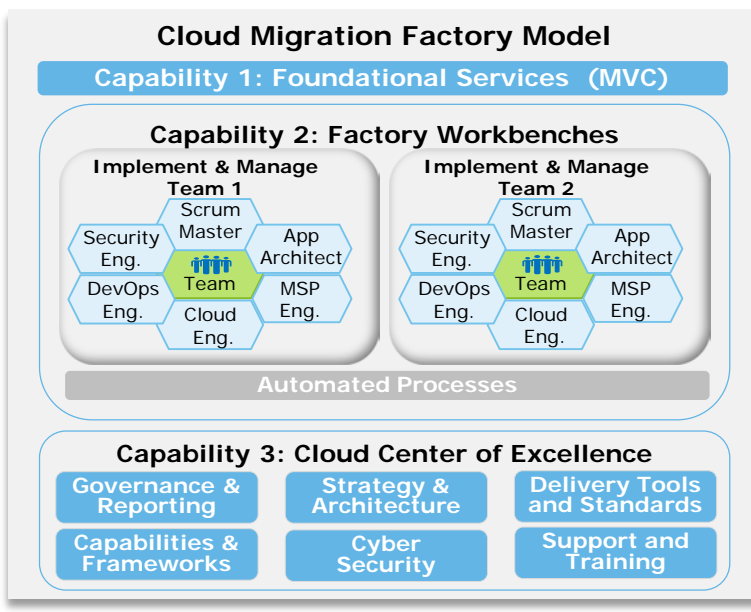 Cloud Migration Factory Model
Capability 1: Foundational Services (MVC)
Capability 2: Factory Workbenches
Implement & Manage
Team 1
Scrum
Master
Security
Eng.
App
Architect
Team
DevOps
Eng.
MSP
Eng.
Cloud
Eng.
Implement & Manage
Team 2
Scrum
Master
Security
Eng.
App
Architect
Team
DevOps
Eng.
MSP
Eng.
Cloud
Eng.
Automated Processes
Capability 3: Cloud Center of Excellence
Governance &
Reporting
Strategy &
Architecture
Delivery Tools
and Standards
Capabilities &
Frameworks
Cyber
Security
Support and
Training